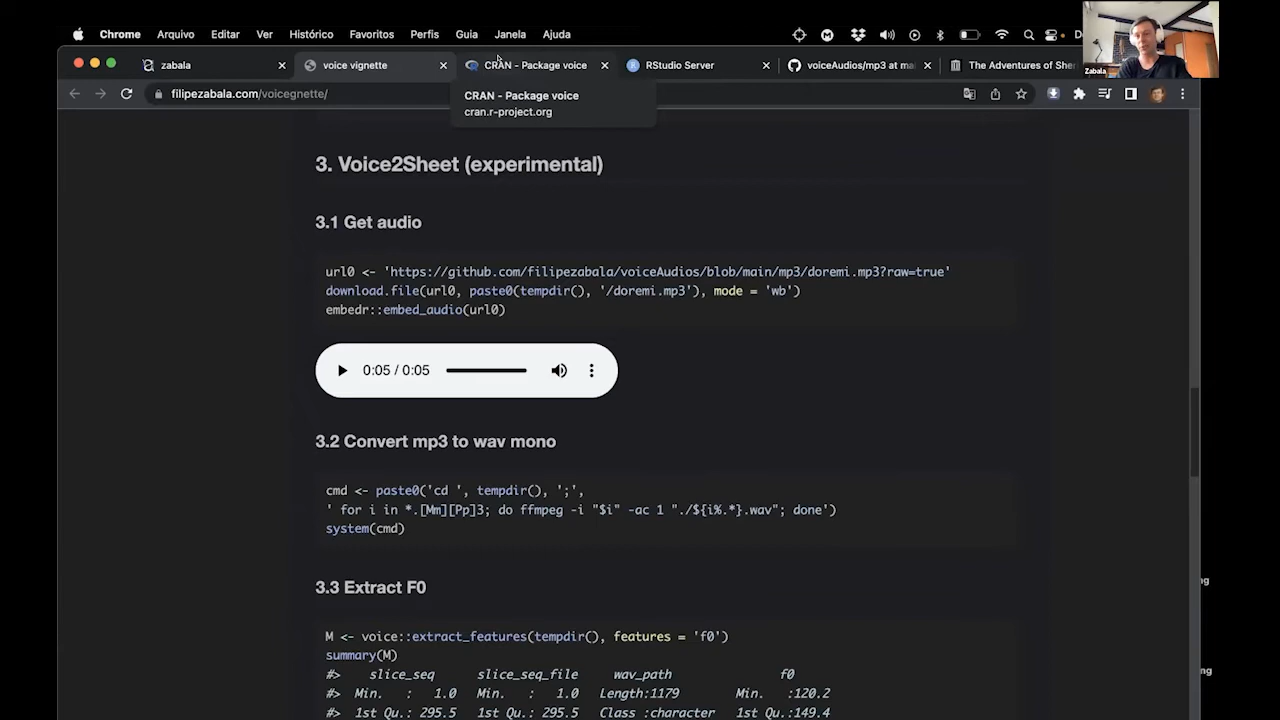 Chrome Arquivo Editar Ver Histórico Favoritos Perfis Guia Janela Ajuda
zabala
voice vignette
CRAN - Package voice
RStudio Server
voiceAudios/mp3 at ma
The Adventures of She
Zabala
filipezabala.com/voicegnette/
CRAN - Package voice
cran.r-project.org
3. Voice2Sheet (experimental)
3.1 Get audio
url0 <- 'https://github.com/filipezabala/voiceAudios/blob/main/mp3/doremi.mp3?raw=true'
download.file(url0, paste0(tempdir(), '/doremi.mp3'), mode = 'wb')
embedr::embed_audio(url0)
0:05 / 0:05
3.2 Convert mp3 to wav mono
cmd <- paste0('cd ', tempdir(), ';',
' for i in *.[Mm][Pp]3; do ffmpeg -i "$i" -ac 1 "./${i%.*}.wav"; done')
system(cmd)
3.3 Extract F0
M <- voice::extract_features(tempdir(), features = 'f0')
summary(M)
#> slice_seq slice_seq_file wav_path f0
#> Min. : 1.0 Min. : 1.0 Length:1179 Min. :120.2
#> 1st Qu.: 295.5 1st Qu.: 295.5 Class :character 1st Qu.:149.4
ng
ng